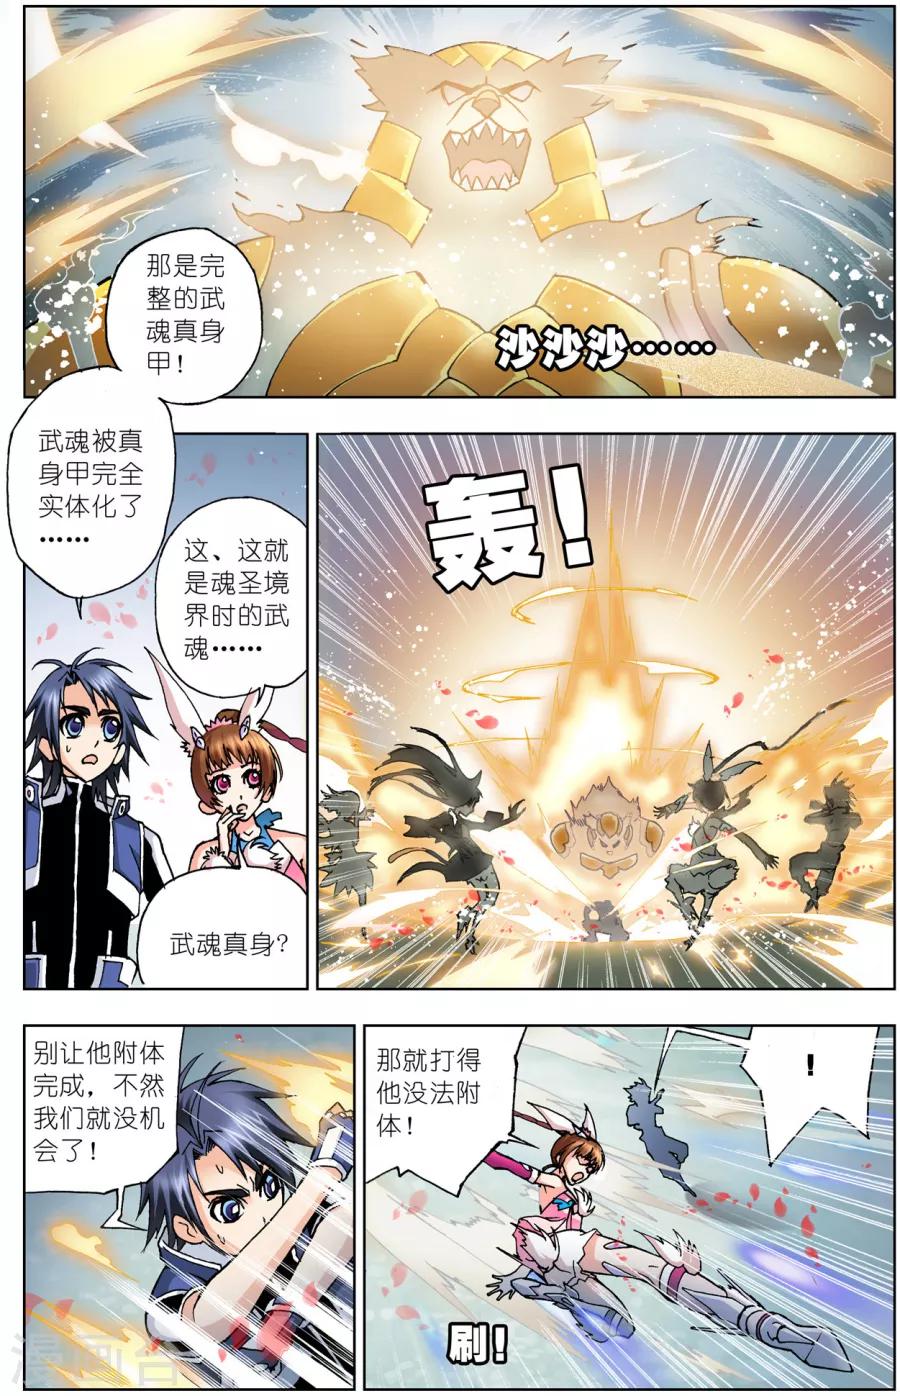 那是完
整的武
魂真身
甲！
沙沙沙……
武魂被真
身甲完全
实体化了
……
这、这就
是魂圣境
界时的武
魂……
武魂真身？
轰！
别让他附体
完成，不然
我们就没机
会了！
那就打得
他没法附
体！
！
刷！
漫画台